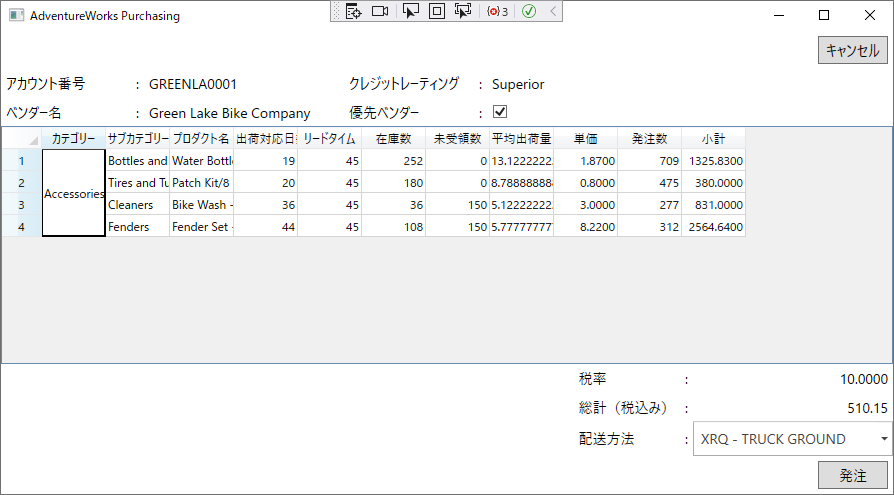 AdventureWorks Purchasing
3
キャンセル
アカウント番号 : GREENLA0001 クレジットレーティング : Superior
ベンダー名 : Green Lake Bike Company 優先ベンダー :
カテゴリー サブカテゴリー プロダクト名 出荷対応日 リードタイム 在庫数 未受領数 平均出荷量 単価 発注数 小計
1 Bottles and Water Bottl 19 45 252 0 13.1222222. 1.8700 709 1325.8300
2 Tires and Tu Patch Kit/8 20 45 180 0 8.788888888 0.8000 475 380.0000
Accessories
3 Cleaners Bike Wash - 36 45 36 150 5.12222222. 3.0000 277 831.0000
4 Fenders Fender Set - 44 45 108 150 5.777777777 8.2200 312 2564.6400
税率 : 10.0000
総計（税込み） : 510.15
配送方法 : XRQ - TRUCK GROUND
発注